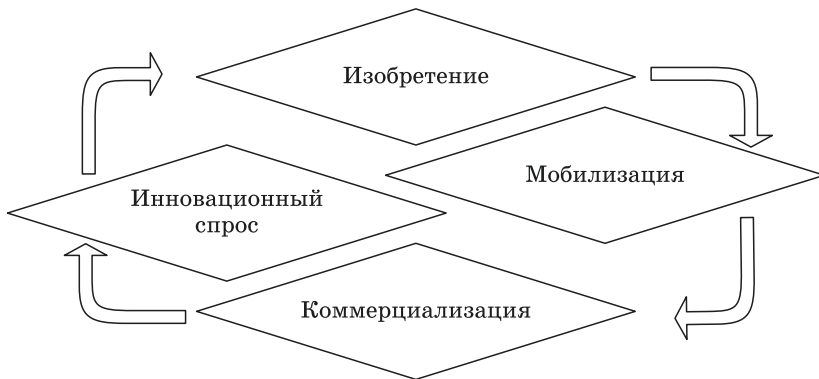 Изобретение
Мобилизация
Инновационный
спрос
Коммерциализация